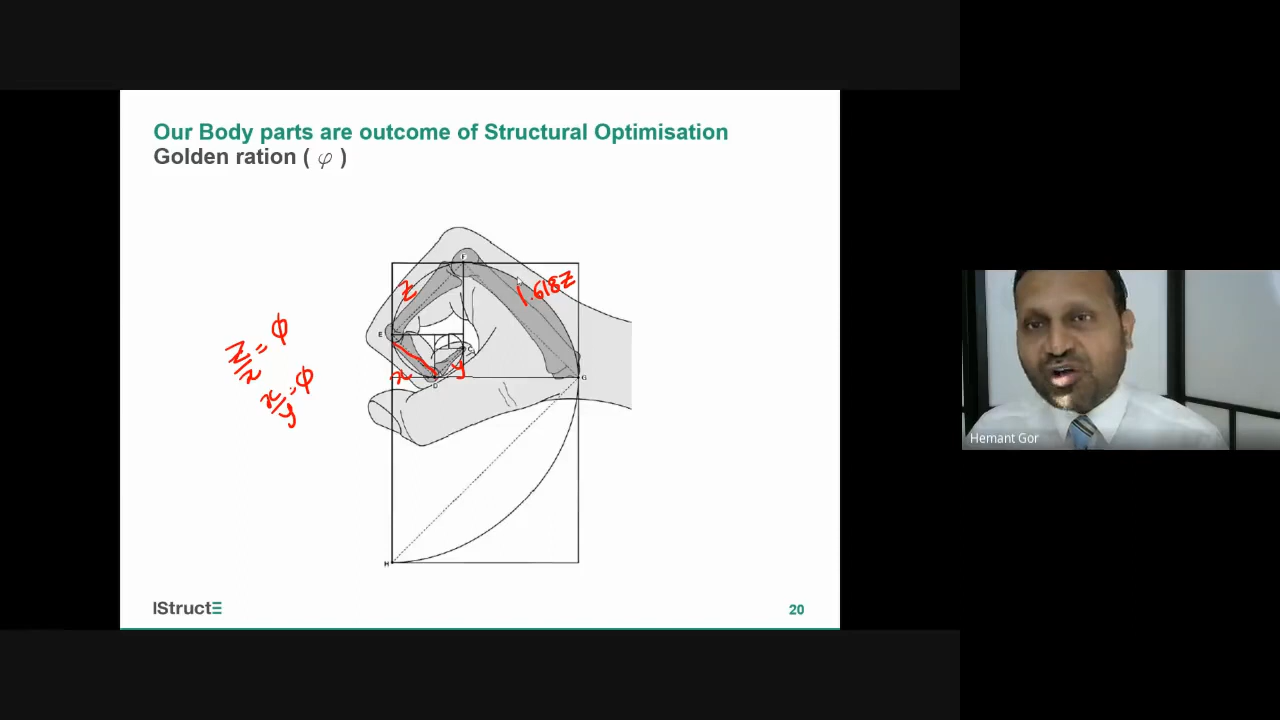 Our Body parts are outcome of Structural Optimisation
Golden ration ( φ )
F
z
1.618z
E
C
z/x = φ
x
y
D
G
x/y = φ
H
IStructE
20
Hemant Gor